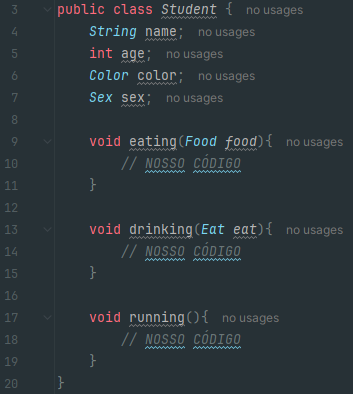 3 public class Student { no usages
4 String name; no usages
5 int age; no usages
6 Color color; no usages
7 Sex sex; no usages
8
9 void eating(Food food){ no usages
10 // NOSSO CÓDIGO
11 }
12
13 void drinking(Eat eat){ no usages
14 // NOSSO CÓDIGO
15 }
16
17 void running(){ no usages
18 // NOSSO CÓDIGO
19 }
20 }